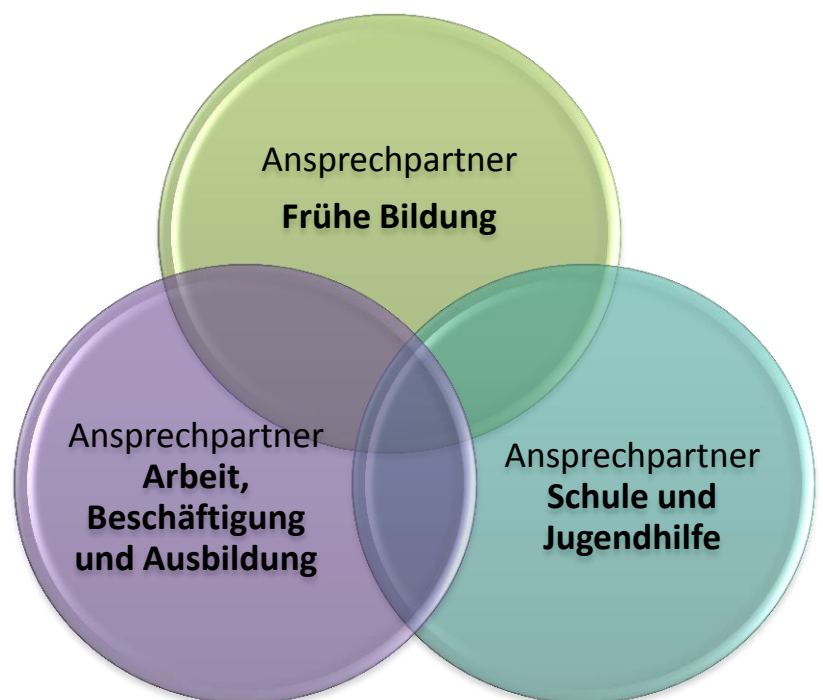 Ansprechpartner
Frühe Bildung
Ansprechpartner
Arbeit,
Beschäftigung
und Ausbildung
Ansprechpartner
Schule und
Jugendhilfe